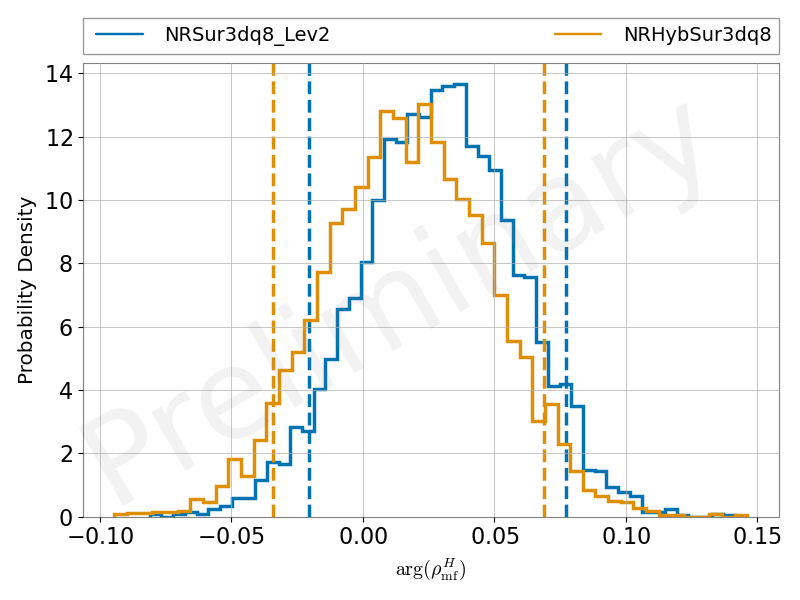 NRSur3dq8_Lev2 NRHybSur3dq8
14
12
10
8
6
4
2
0
Probability Density
Preliminary
−0.10 −0.05 0.00 0.05 0.10 0.15
arg(ρ^H_mf)